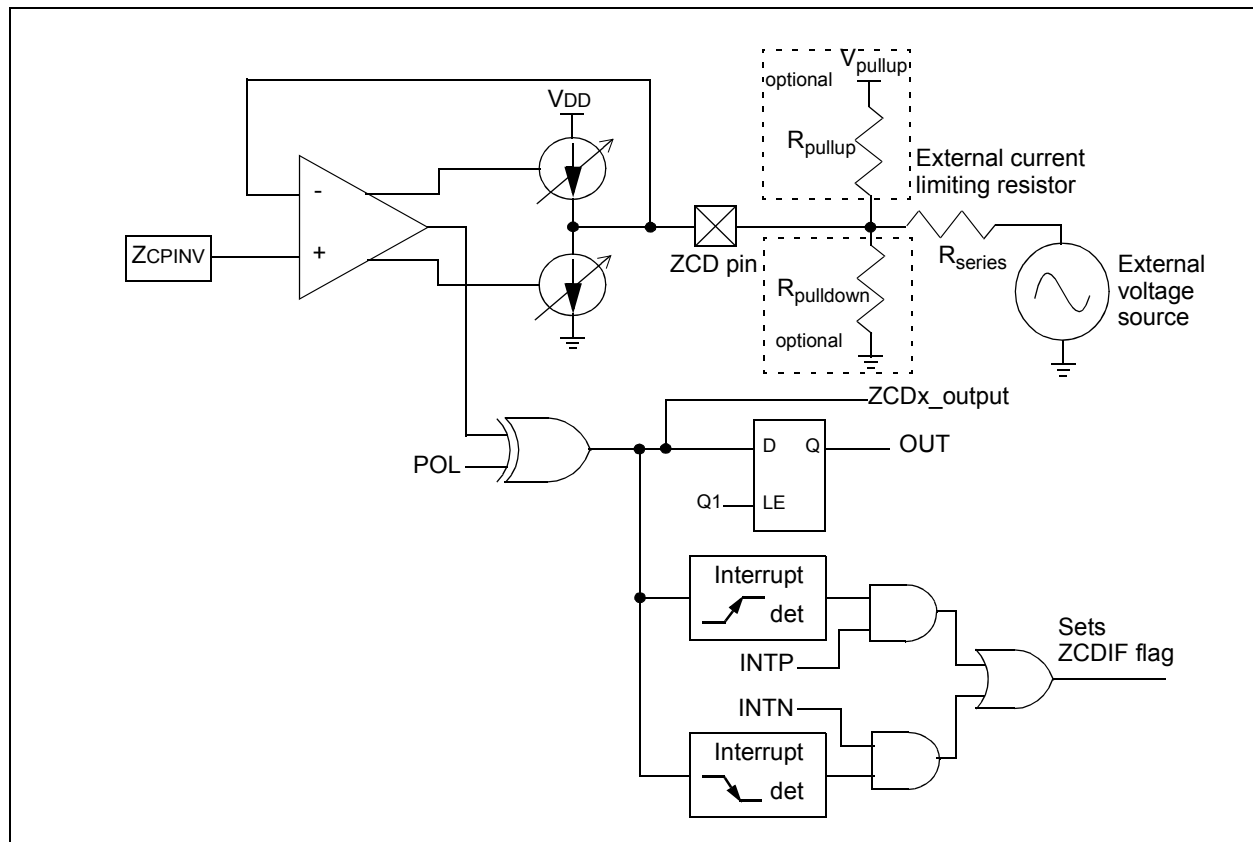 Vpullup
optional
VDD
Rpullup
External current
limiting resistor
-
ZCPINV
+
ZCD pin
Rseries
Rpulldown
External
voltage
source
optional
ZCDx_output
POL
D
Q
OUT
Q1
LE
Interrupt
det
INTP
Sets
ZCDIF flag
INTN
Interrupt
det